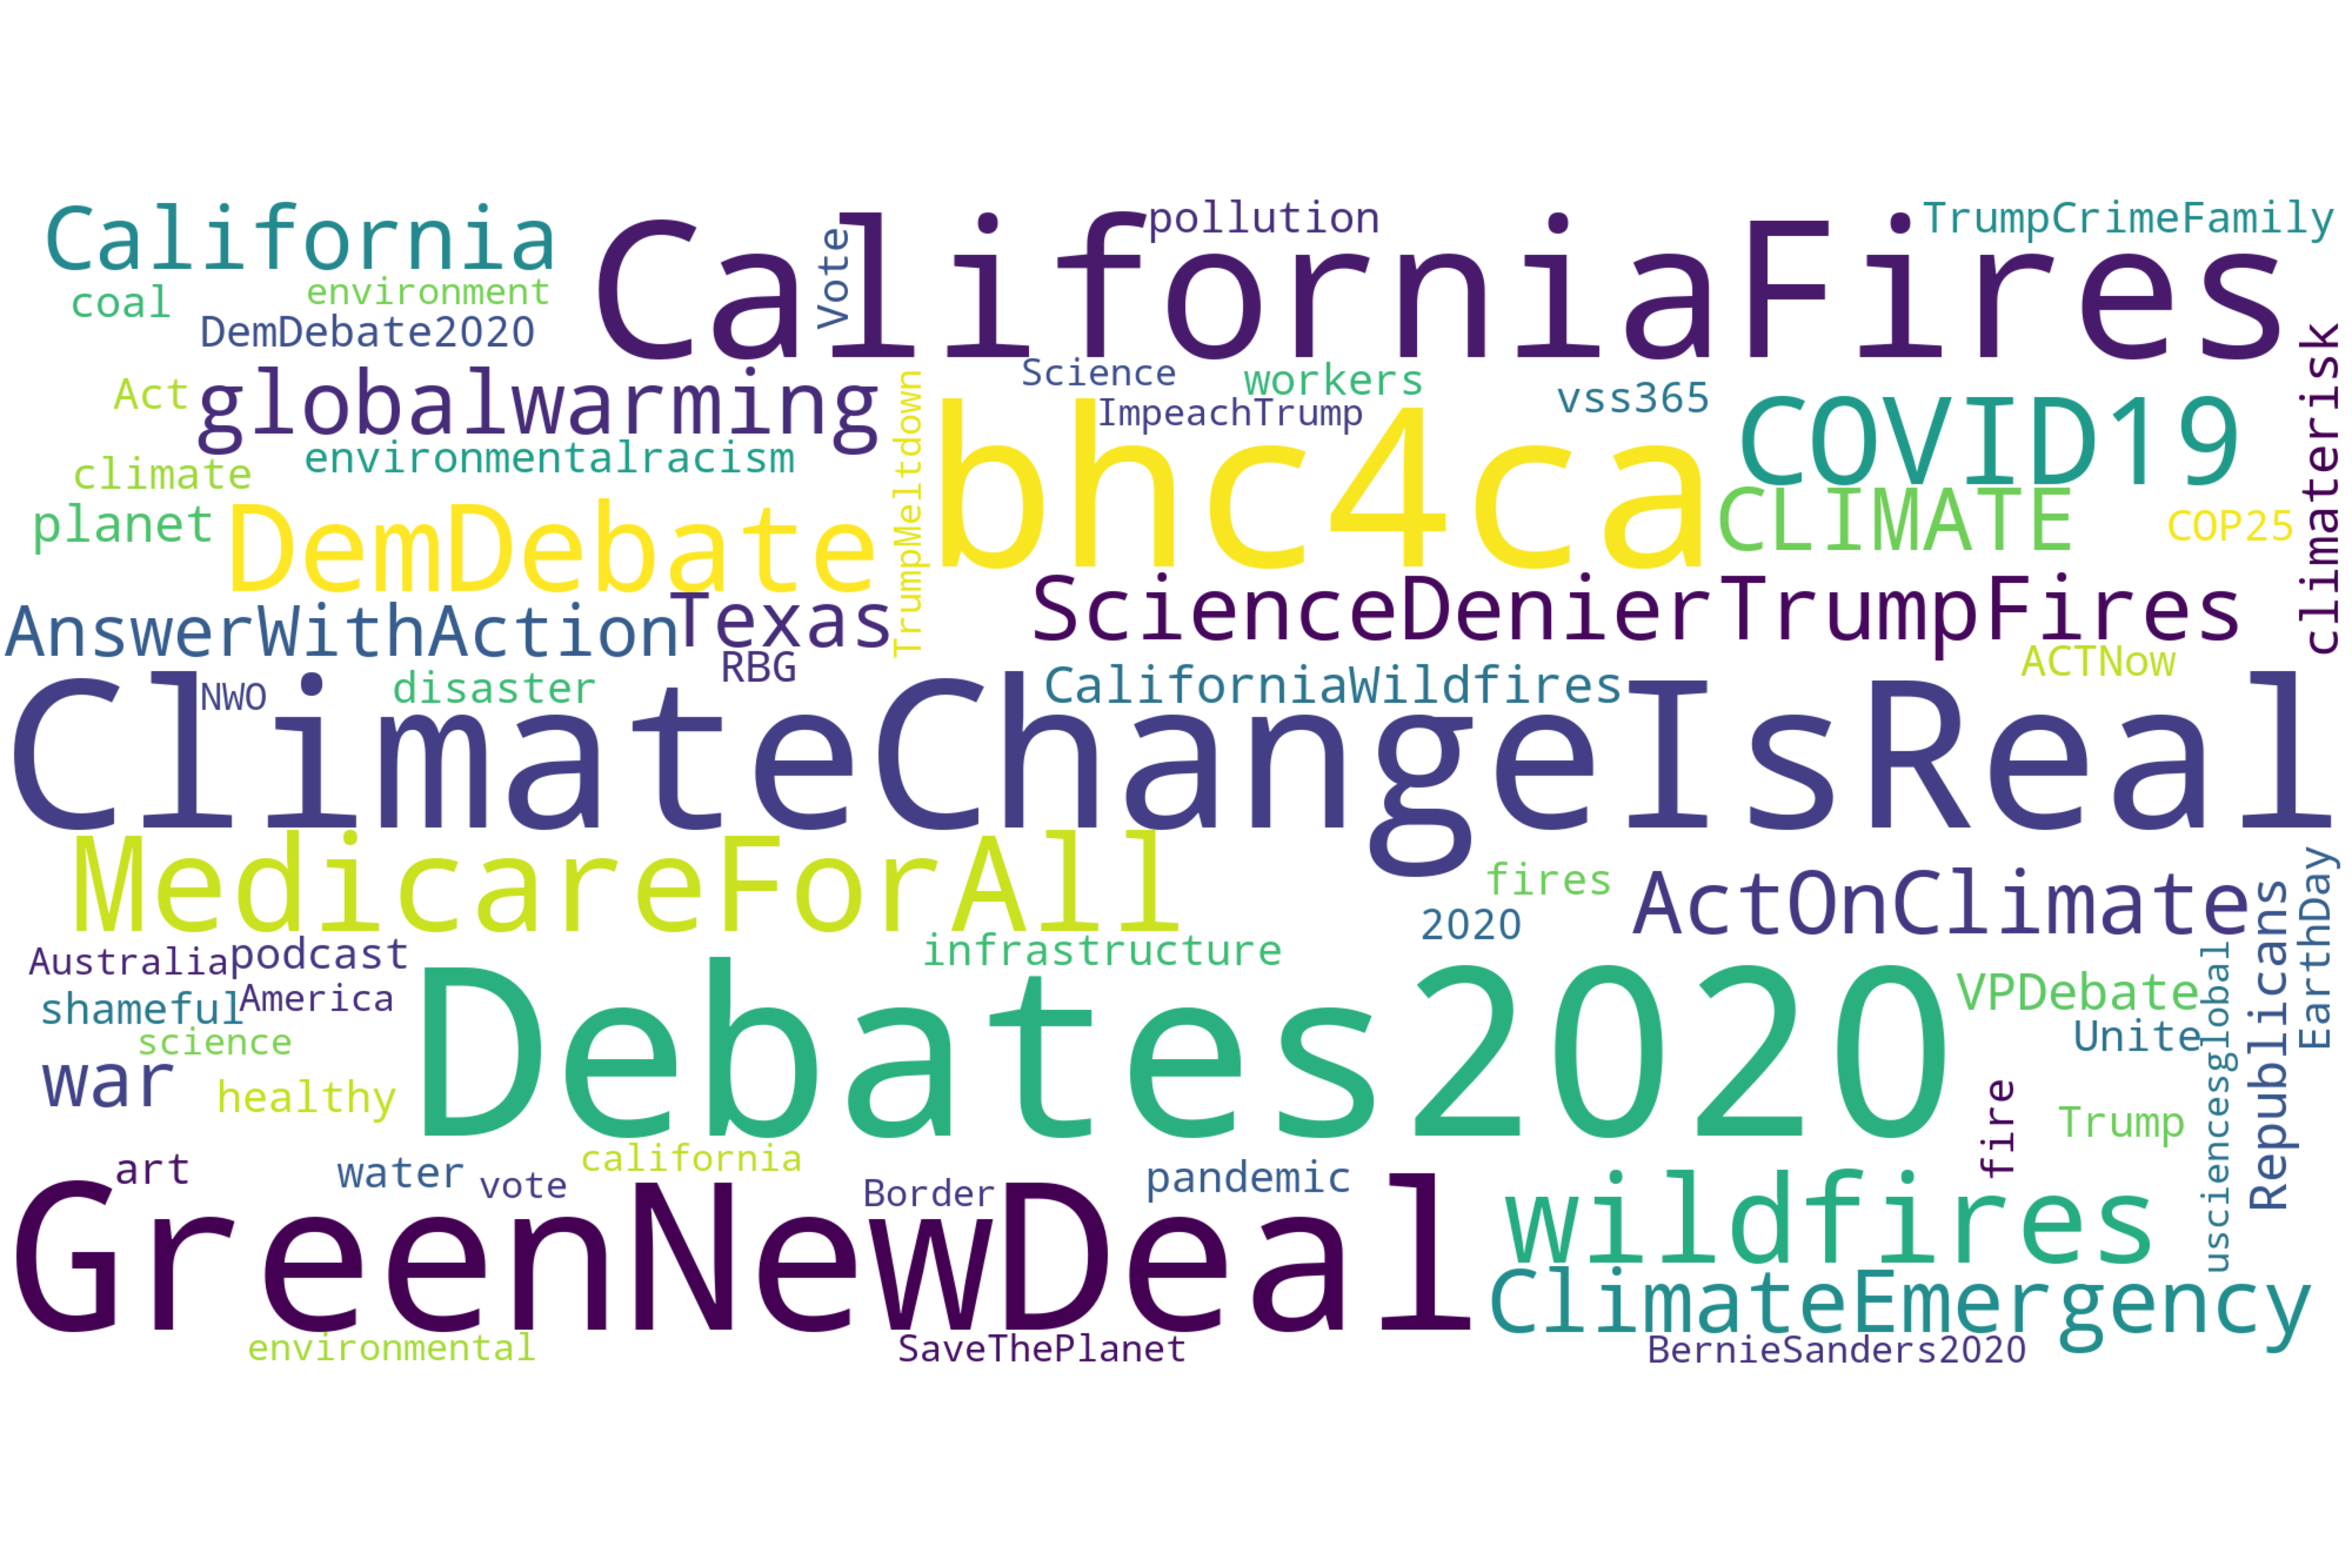 California
CaliforniaFires
Vote
pollution
TrumpCrimeFamily
coal
environment
DemDebate2020
Act
globalwarming
TrumpMeltdown
Science
workers
ImpeachTrump
vss365
COVID19
climaterisk
environmentalracism
climate
bhc4ca
planet
DemDebate
CLIMATE
COP25
AnswerWithAction
Texas
ScienceDenierTrumpFires
RBG
ACTNow
NWO
disaster
CaliforniaWildfires
ClimateChangeIsReal
MedicareForAll
fires
2020
ActOnClimate
Republicans
EarthDay
Australia
podcast
infrastructure
usciencesglobal
shameful
America
Debates2020
VPDebate
science
Unite
war
healthy
fire
Trump
art
water
vote
california
Border
pandemic
GreenNewDeal
wildfires
ClimateEmergency
environmental
SaveThePlanet
BernieSanders2020